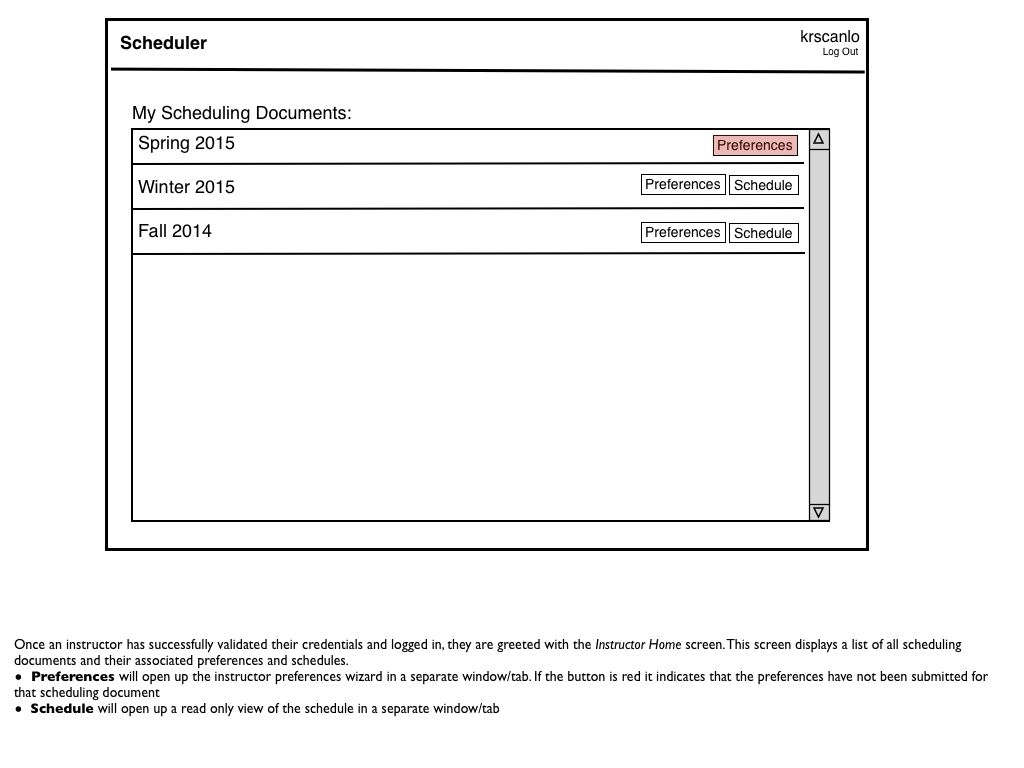 Scheduler
krscanlo
Log Out
My Scheduling Documents:
Spring 2015
Preferences
Winter 2015
Preferences
Schedule
Fall 2014
Preferences
Schedule
Once an instructor has successfully validated their credentials and logged in, they are greeted with the Instructor Home screen. This screen displays a list of all scheduling
documents and their associated preferences and schedules.
• Preferences will open up the instructor preferences wizard in a separate window/tab. If the button is red it indicates that the preferences have not been submitted for
that scheduling document
• Schedule will open up a read only view of the schedule in a separate window/tab